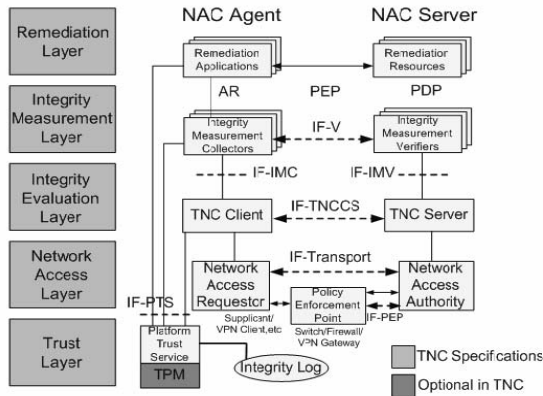 NAC Agent
NAC Server
Remediation
Layer
Remediation
Applications
Remediation
Resources
AR
PEP
PDP
Integrity
Measurement
Layer
Integrity
Measurement
Collectors
IF-V
Integrity
Measurement
Verifiers
IF-IMC
IF-IMV
Integrity
Evaluation
Layer
TNC Client
IF-TNCCS
TNC Server
Network
Access
Layer
Network
Access
Requestor
IF-Transport
Policy
Enforcement
Point
Network
Access
Authority
IF-PTS
Supplicant/
VPN Client,etc
Switch/Firewall/
VPN Gateway
IF-PEP
Trust
Layer
Platform
Trust
Service
TPM
Integrity Log
TNC Specifications
Optional in TNC